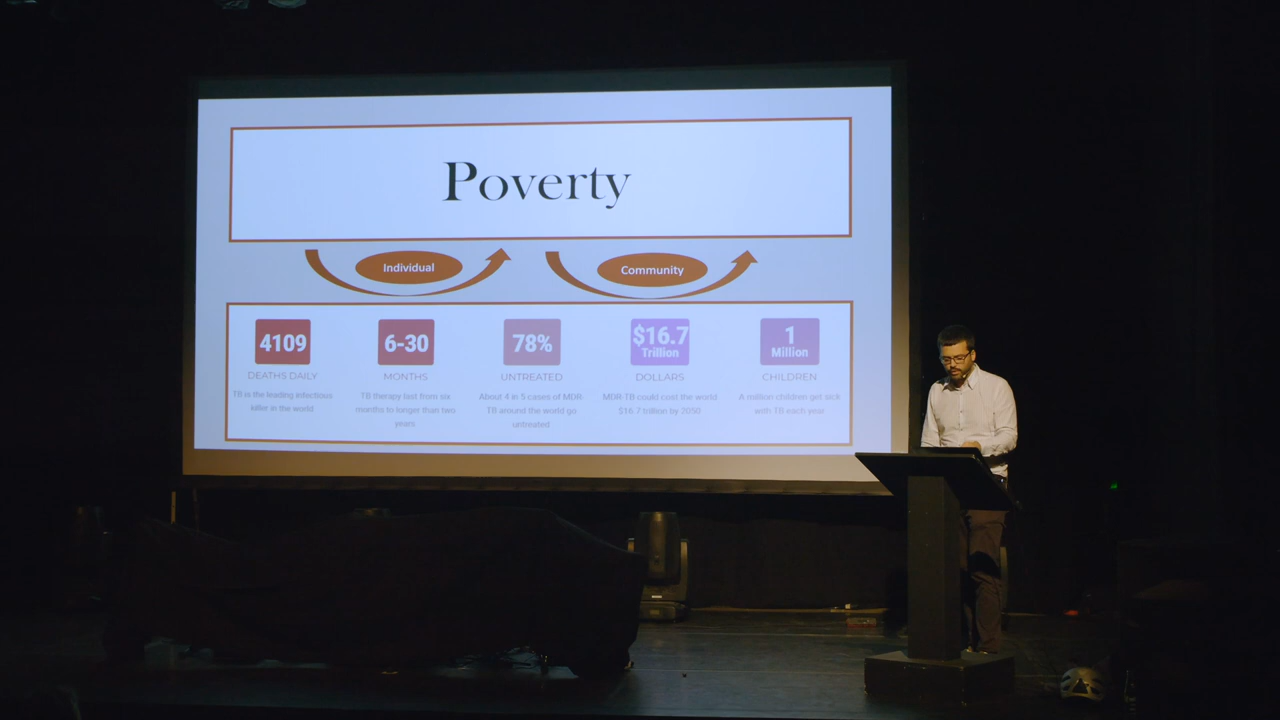 Poverty
Individual
Community
4109
DEATHS DAILY
TB is the leading infectious
killer in the world
6-30
MONTHS
TB therapy last from six
months to longer than two
years
78%
UNTREATED
About 4 in 5 cases of MDR-
TB around the world go
untreated
$16.7
Trillion
DOLLARS
MDR-TB could cost the world
$16.7 trillion by 2050
1
Million
CHILDREN
A million children get sick
with TB each year